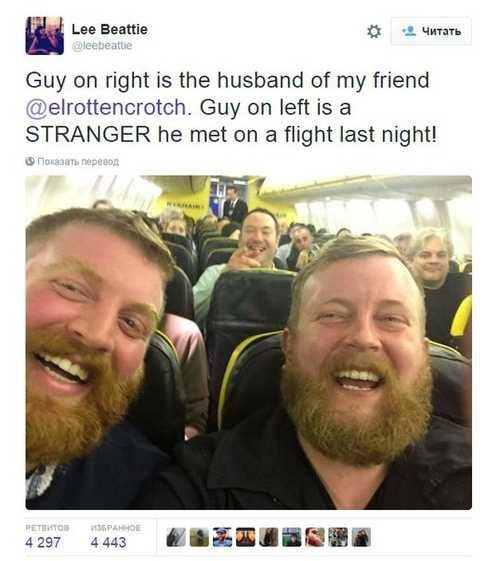 Lee Beattie
@leebeattie
Читать
Guy on right is the husband of my friend
@elrottencrotch. Guy on left is a
STRANGER he met on a flight last night!
Показать перевод
RYANAIR
РЕТВИТОВ ИЗБРАННОЕ
4 297 4 443